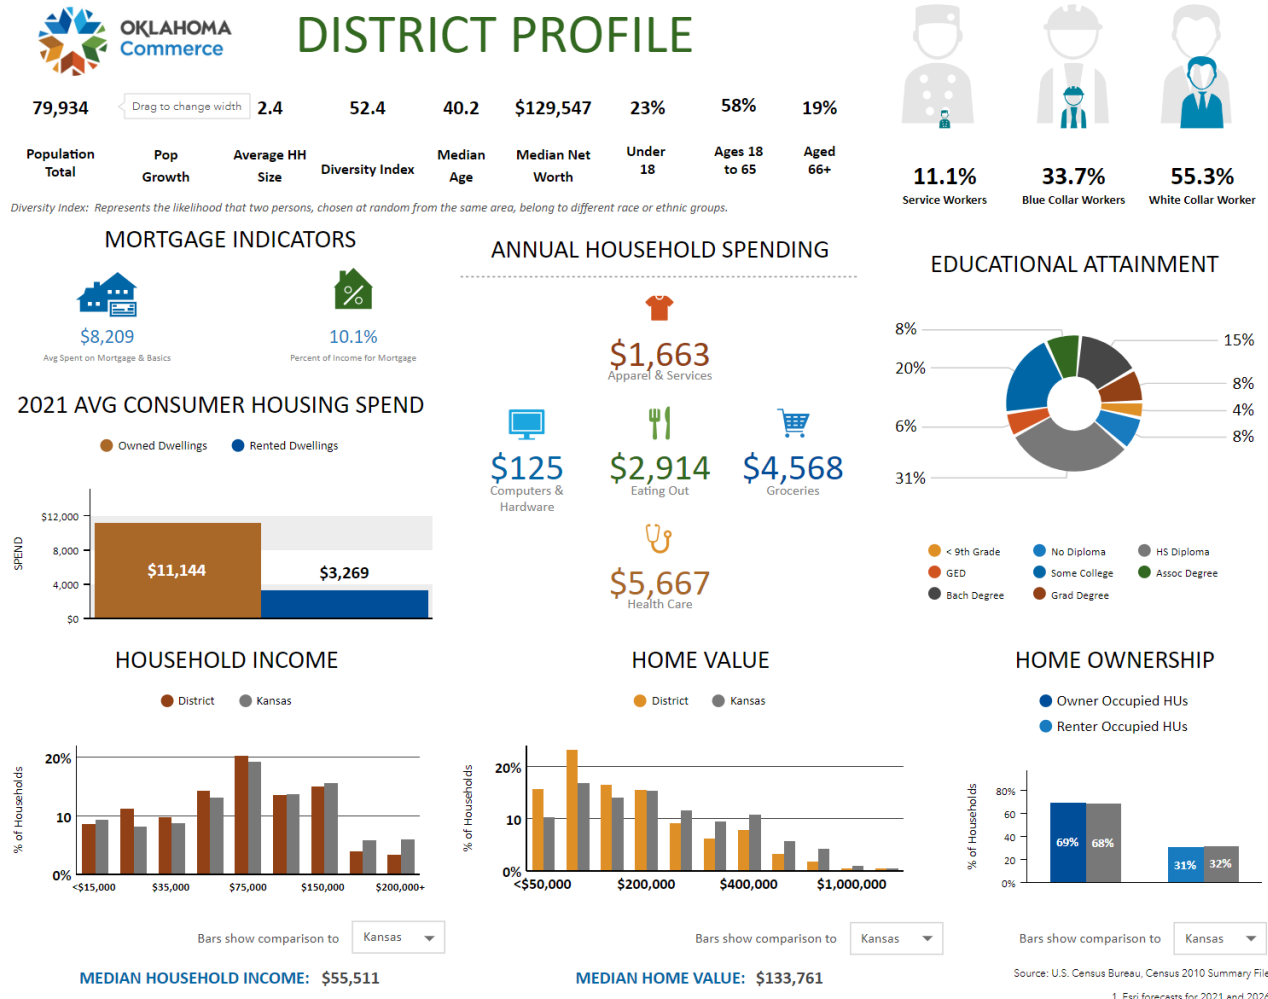 OKLAHOMA
Commerce
DISTRICT PROFILE
79,934
Drag to change width
2.4
52.4
40.2
$129,547
23%
58%
19%
Population
Total
Pop
Growth
Average HH
Size
Diversity Index
Median
Age
Median Net
Worth
Under
18
Ages 18
to 65
Aged
66+
11.1%
Service Workers
33.7%
Blue Collar Workers
55.3%
White Collar Worker
Diversity Index: Represents the likelihood that two persons, chosen at random from the same area, belong to different race or ethnic groups.
MORTGAGE INDICATORS
$8,209
Avg Spent on Mortgage & Basics
%
10.1%
Percent of Income for Mortgage
2021 AVG CONSUMER HOUSING SPEND
Owned Dwellings
Rented Dwellings
SPEND
$12,000
8,000
4,000
$0
$11,144
$3,269
ANNUAL HOUSEHOLD SPENDING
$1,663
Apparel & Services
$125
Computers &
Hardware
$2,914
Eating Out
$4,568
Groceries
$5,667
Health Care
EDUCATIONAL ATTAINMENT
8%
20%
6%
31%
15%
8%
4%
8%
< 9th Grade
No Diploma
HS Diploma
GED
Some College
Assoc Degree
Bach Degree
Grad Degree
HOUSEHOLD INCOME
District
Kansas
% of Households
20%
10
0%
<$15,000
$35,000
$75,000
$150,000
$200,000+
Bars show comparison to
Kansas
MEDIAN HOUSEHOLD INCOME: $55,511
HOME VALUE
District
Kansas
% of Households
20%
10
0%
<$50,000
$200,000
$400,000
$1,000,000
Bars show comparison to
Kansas
MEDIAN HOME VALUE: $133,761
HOME OWNERSHIP
Owner Occupied HUs
Renter Occupied HUs
% of Households
80%
60
40
20
0%
69%
68%
31%
32%
Bars show comparison to
Kansas
Source: U.S. Census Bureau, Census 2010 Summary File
1. Esri forecasts for 2021 and 2026